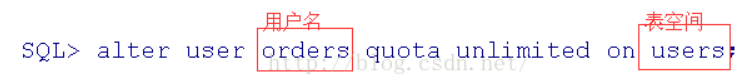 用户名 表空间
SQL> alter user orders quota unlimited on users;
http://blog.csdn.net/